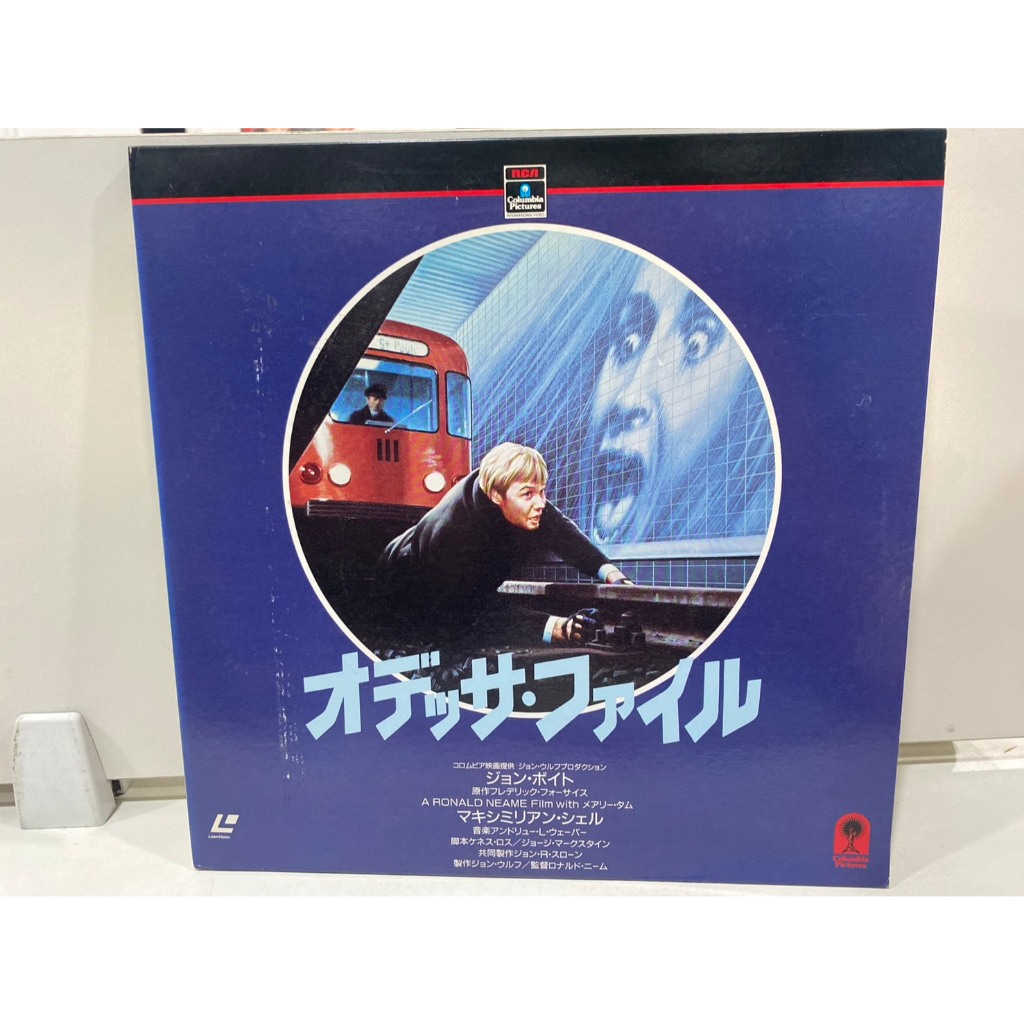 RCA
Columbia
Pictures
INTERNATIONAL VIDEO
St. Pauli
111
オデッサ・ファイル
コロムビア映画提供 ジョン・ウルフプロダクション
ジョン・ボイト
原作フレデリック・フォーサイス
A RONALD NEAME Film with メアリー・タム
マキシミリアン・シェル
音楽アンドリュー・L・ウェーバー
脚本ケネス・ロス/ジョージ・マークスタイン
共同製作ジョン・R・スローン
製作ジョン・ウルフ/監督ロナルド・ニーム
LaserVision
Columbia
Pictures